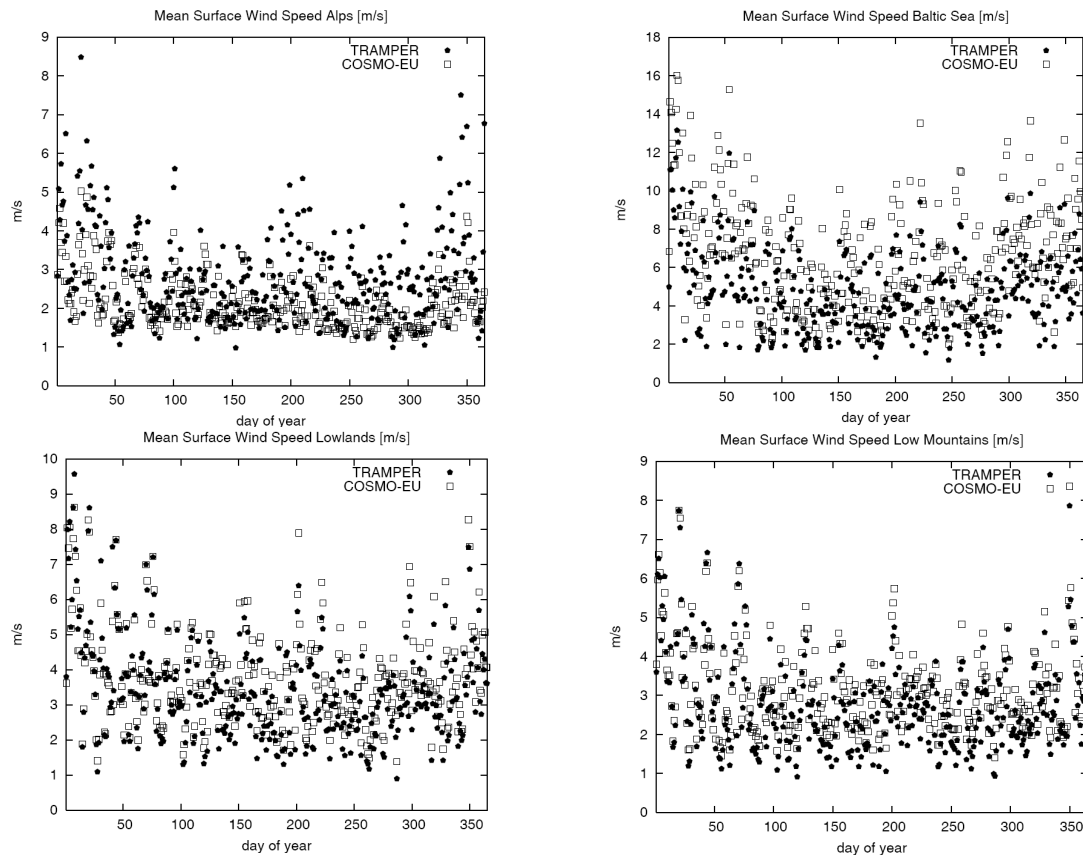 Mean Surface Wind Speed Alps [m/s]
9
8
7
6
5
4
3
2
1
0
m/s
TRAMPER
COSMO-EU
50 100 150 200 250 300 350
day of year
Mean Surface Wind Speed Baltic Sea [m/s]
18
16
14
12
10
8
6
4
2
0
m/s
TRAMPER
COSMO-EU
50 100 150 200 250 300 350
day of year
Mean Surface Wind Speed Lowlands [m/s]
10
9
8
7
6
5
4
3
2
1
0
m/s
TRAMPER
COSMO-EU
50 100 150 200 250 300 350
day of year
Mean Surface Wind Speed Low Mountains [m/s]
9
8
7
6
5
4
3
2
1
0
m/s
TRAMPER
COSMO-EU
50 100 150 200 250 300 350
day of year